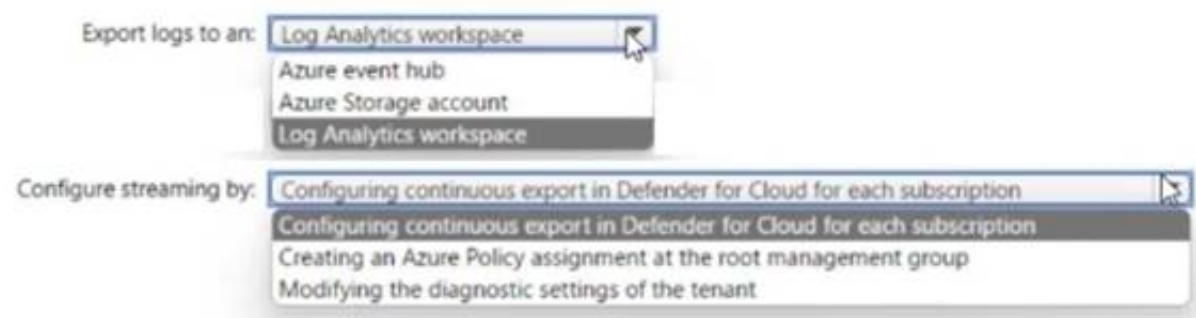 Export logs to an: Log Analytics workspace
Azure event hub
Azure Storage account
Log Analytics workspace
Configure streaming by: Configuring continuous export in Defender for Cloud for each subscription
Configuring continuous export in Defender for Cloud for each subscription
Creating an Azure Policy assignment at the root management group
Modifying the diagnostic settings of the tenant